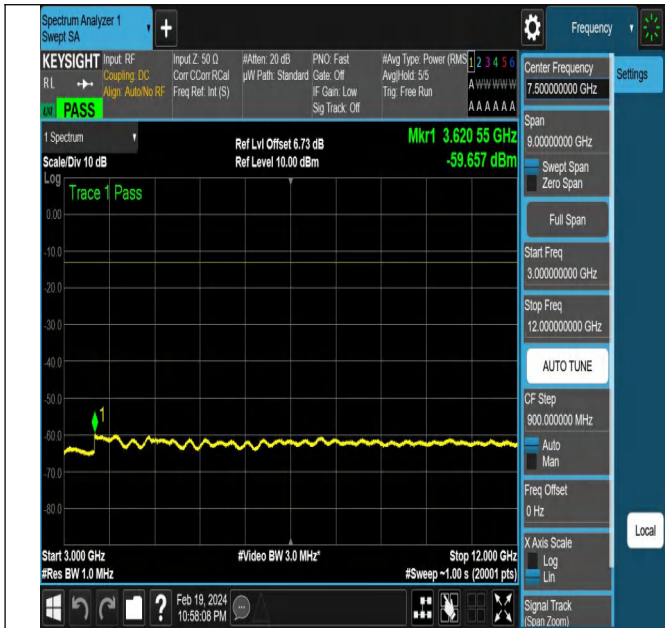 Spectrum Analyzer 1
Swept SA
+
Frequency
KEYSIGHT
RL
PASS
Input: RF
Coupling: DC
Align: Auto/No RF
Input Z: 50 Ω
Corr CCorr RCal
Freq Ref: Int (S)
#Atten: 20 dB
µW Path: Standard
PNO: Fast
Gate: Off
IF Gain: Low
Sig Track: Off
#Avg Type: Power (RMS
Avg|Hold: 5/5
Trig: Free Run
1 2 3 4 5 6
A W W W W W
A A A A A A
1 Spectrum
Scale/Div 10 dB
Ref Lvl Offset 6.73 dB
Ref Level 10.00 dBm
Mkr1 3.620 55 GHz
-59.657 dBm
Log
Trace 1 Pass
0.00
-10.0
-20.0
-30.0
-40.0
-50.0
-60.0
-70.0
-80.0
1
Start 3.000 GHz
#Res BW 1.0 MHz
#Video BW 3.0 MHz*
Stop 12.000 GHz
#Sweep ~1.00 s (20001 pts)
Feb 19, 2024
10:58:08 PM
?
Center Frequency
7.500000000 GHz
Settings
Span
9.00000000 GHz
Swept Span
Zero Span
Full Span
Start Freq
3.000000000 GHz
Stop Freq
12.000000000 GHz
AUTO TUNE
CF Step
900.000000 MHz
Auto
Man
Freq Offset
0 Hz
X Axis Scale
Log
Lin
Local
Signal Track
(Span Zoom)